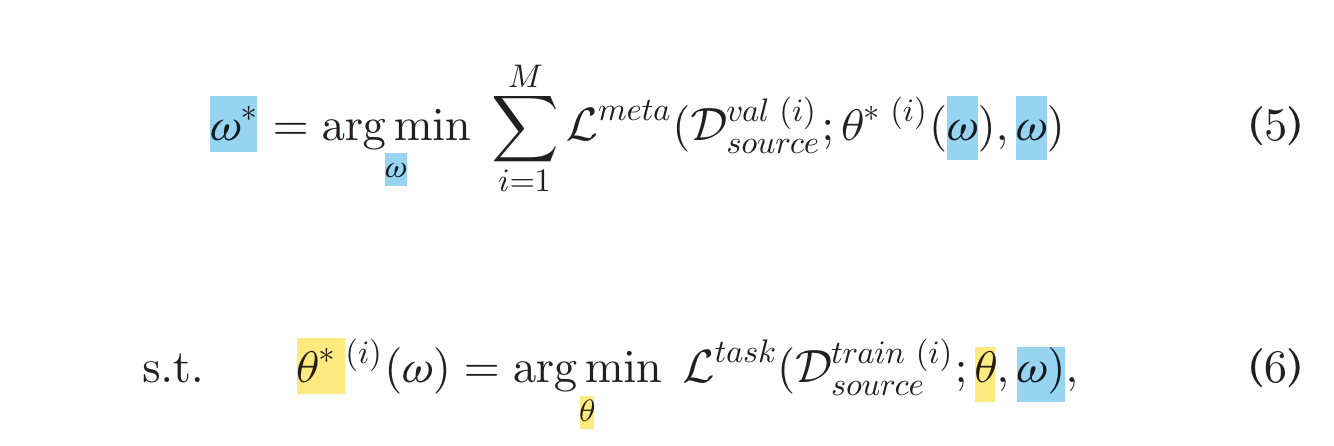 ω* = arg min_ω ∑_{i=1}^{M} ℒ^{meta}(𝒟_{source}^{val (i)}; θ*^{(i)}(ω), ω) (5)
s.t. θ*^{(i)}(ω) = arg min_θ ℒ^{task}(𝒟_{source}^{train (i)}; θ, ω), (6)